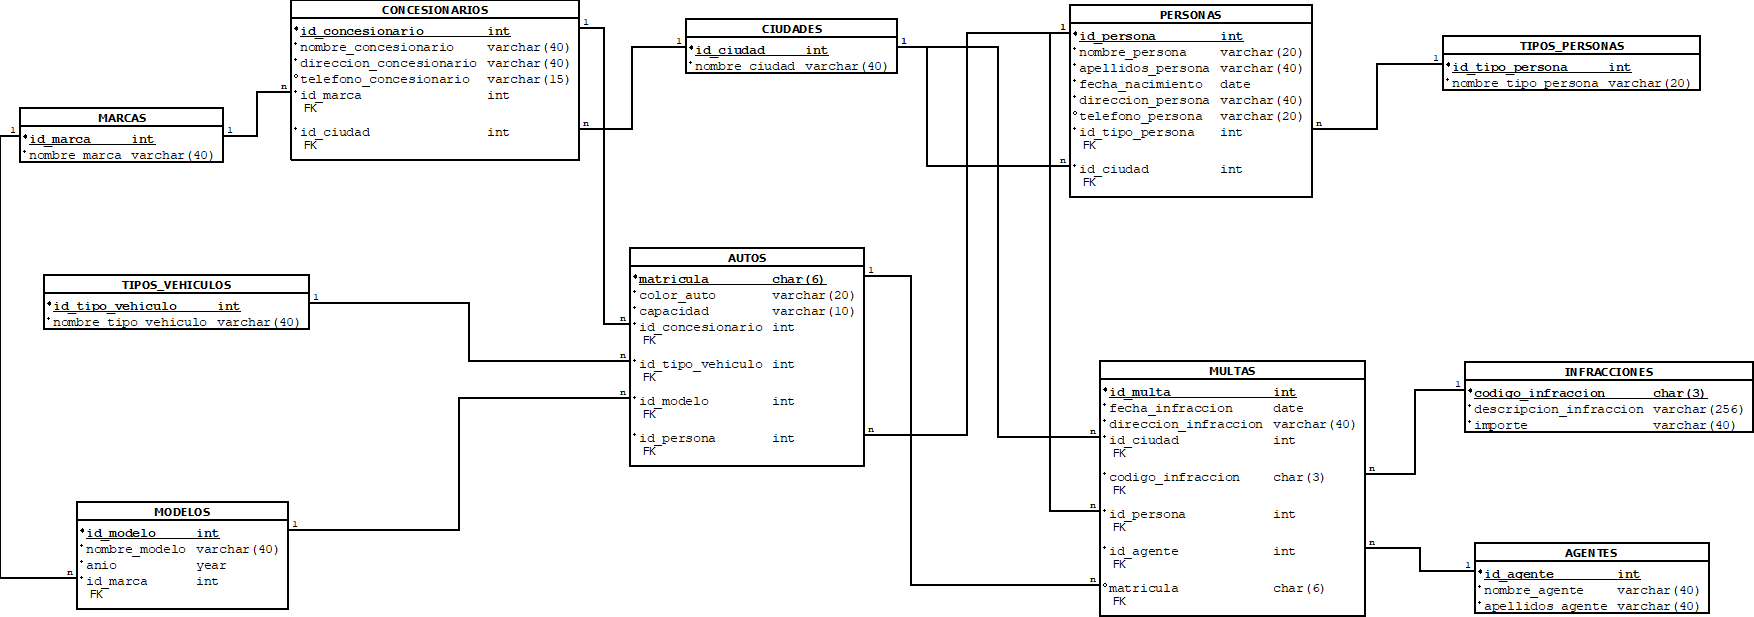 CONCESIONARIOS
id_concesionario int
nombre_concesionario varchar(40)
direccion_concesionario varchar(40)
telefono_concesionario varchar(15)
id_marca int
FK
id_ciudad int
FK
CIUDADES
id_ciudad int
nombre_ciudad varchar(40)
PERSONAS
id_persona int
nombre_persona varchar(20)
apellidos_persona varchar(40)
fecha_nacimiento date
direccion_persona varchar(40)
telefono_persona varchar(20)
id_tipo_persona int
FK
id_ciudad int
FK
TIPOS_PERSONAS
id_tipo_persona int
nombre_tipo_persona varchar(20)
MARCAS
id_marca int
nombre_marca varchar(40)
TIPOS_VEHICULOS
id_tipo_vehiculo int
nombre_tipo_vehiculo varchar(40)
AUTOS
matricula char(6)
color_auto varchar(20)
capacidad varchar(10)
id_concesionario int
FK
id_tipo_vehiculo int
FK
id_modelo int
FK
id_persona int
FK
MULTAS
id_multa int
fecha_infraccion date
direccion_infraccion varchar(40)
id_ciudad int
FK
codigo_infraccion char(3)
FK
id_persona int
FK
id_agente int
FK
matricula char(6)
FK
INFRACCIONES
codigo_infraccion char(3)
descripcion_infraccion varchar(256)
importe varchar(40)
MODELOS
id_modelo int
nombre_modelo varchar(40)
anio year
id_marca int
FK
AGENTES
id_agente int
nombre_agente varchar(40)
apellidos_agente varchar(40)
1
n
1
n
1
n
1
n
1
n
1
n
1
n
1
n
1
n
1
n
n
1
n
n
1
n